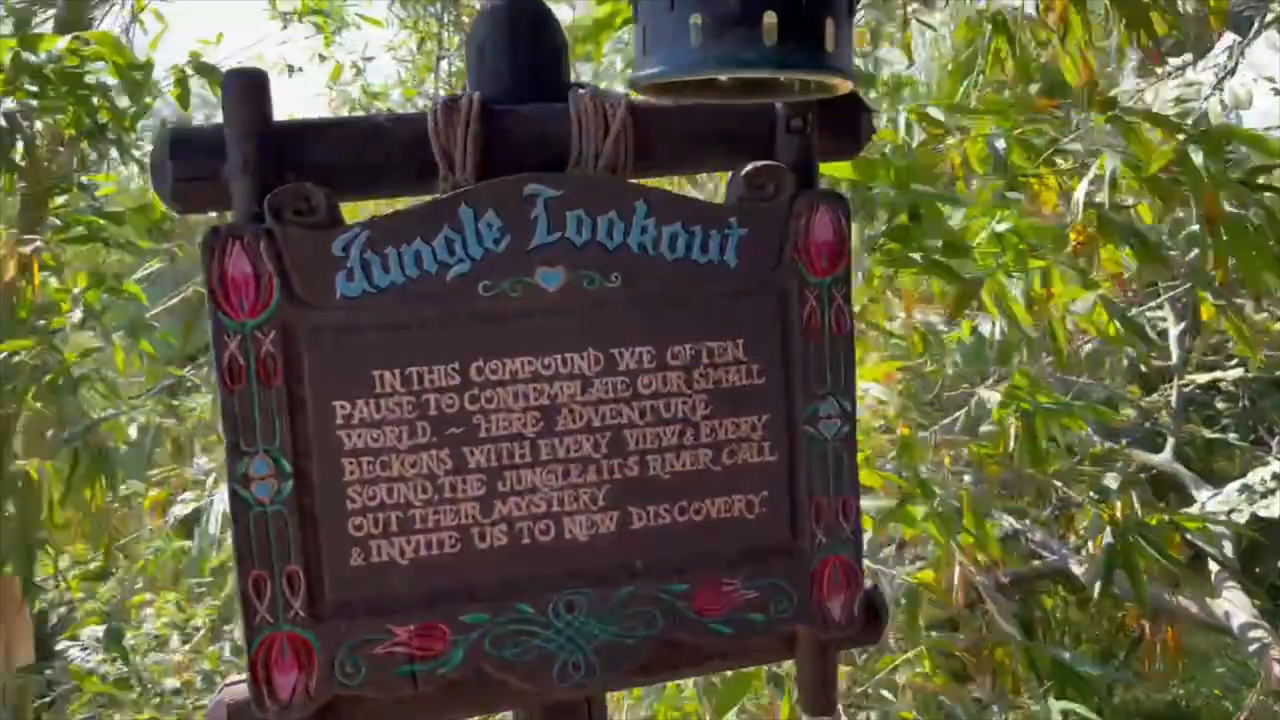 Jungle Lookout
IN THIS COMPOUND WE OFTEN
PAUSE TO CONTEMPLATE OUR SMALL
WORLD. ~ HERE ADVENTURE
BECKONS WITH EVERY VIEW & EVERY
SOUND, THE JUNGLE & ITS RIVER CALL
OUT THEIR MYSTERY
& INVITE US TO NEW DISCOVERY.